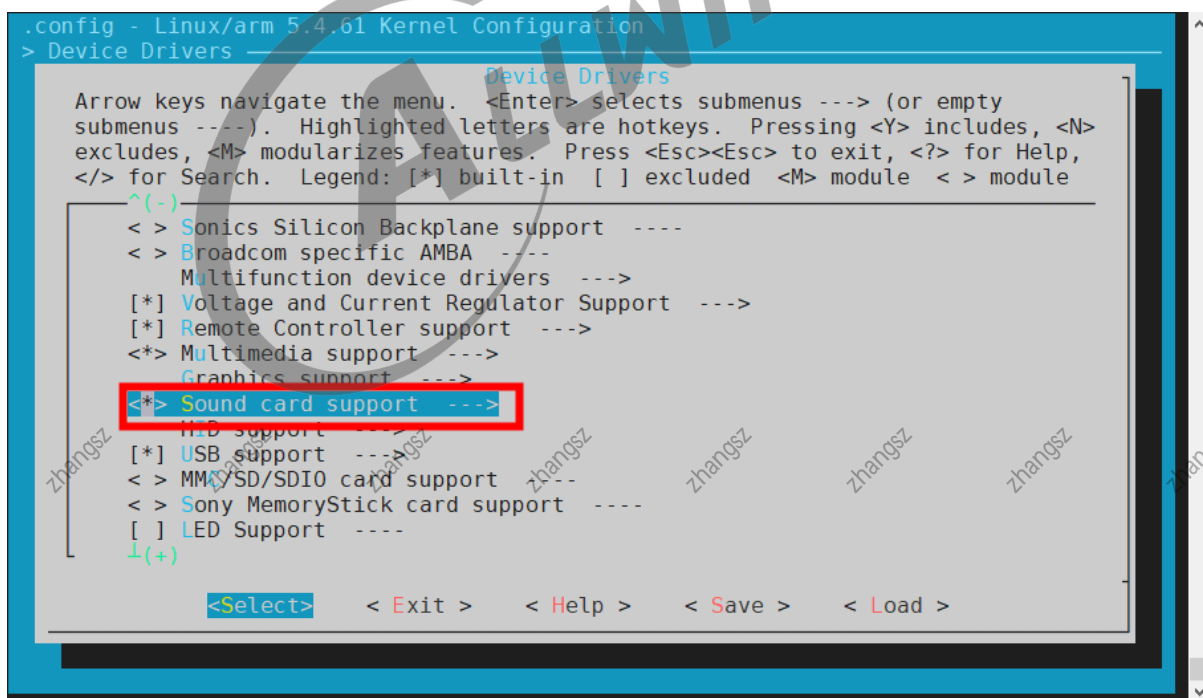 .config - Linux/arm 5.4.61 Kernel Configuration
> Device Drivers
Device Drivers
Arrow keys navigate the menu. <Enter> selects submenus ---> (or empty
submenus ----). Highlighted letters are hotkeys. Pressing <Y> includes, <N>
excludes, <M> modularizes features. Press <Esc><Esc> to exit, <?> for Help,
</> for Search. Legend: [*] built-in [ ] excluded <M> module < > module
^(-)
< > Sonics Silicon Backplane support ----
< > Broadcom specific AMBA ----
Multifunction device drivers --->
[*] Voltage and Current Regulator Support --->
[*] Remote Controller support --->
<*> Multimedia support --->
Graphics support --->
<*> Sound card support --->
HID support --->
[*] USB support --->
< > MMC/SD/SDIO card support ----
< > Sony MemoryStick card support ----
[ ] LED Support ----
┴(+)
<Select> < Exit > < Help > < Save > < Load >
zhangsz zhangsz zhangsz zhangsz zhangsz zhangsz zhangsz